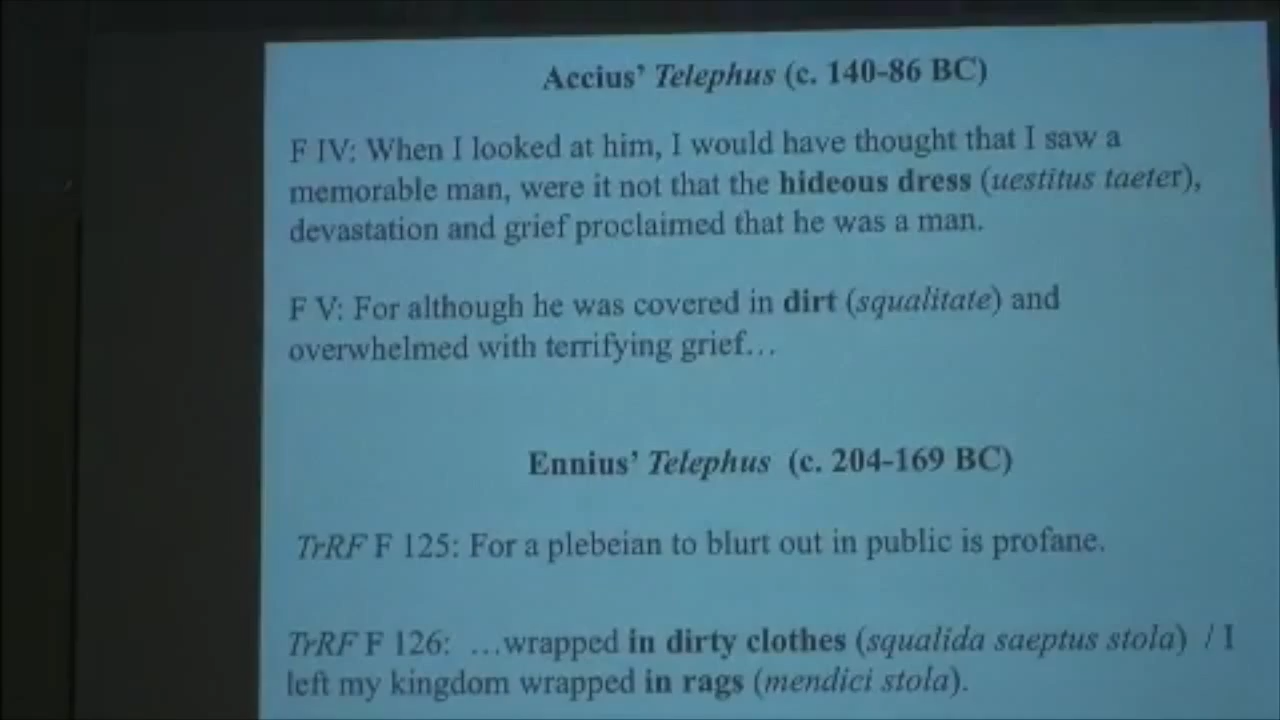 Accius’ Telephus (c. 140-86 BC)
F IV: When I looked at him, I would have thought that I saw a
memorable man, were it not that the hideous dress (uestitus taeter),
devastation and grief proclaimed that he was a man.
F V: For although he was covered in dirt (squalitate) and
overwhelmed with terrifying grief…
Ennius’ Telephus (c. 204-169 BC)
TrRF F 125: For a plebeian to blurt out in public is profane.
TrRF F 126: …wrapped in dirty clothes (squalida saeptus stola) / I
left my kingdom wrapped in rags (mendici stola).